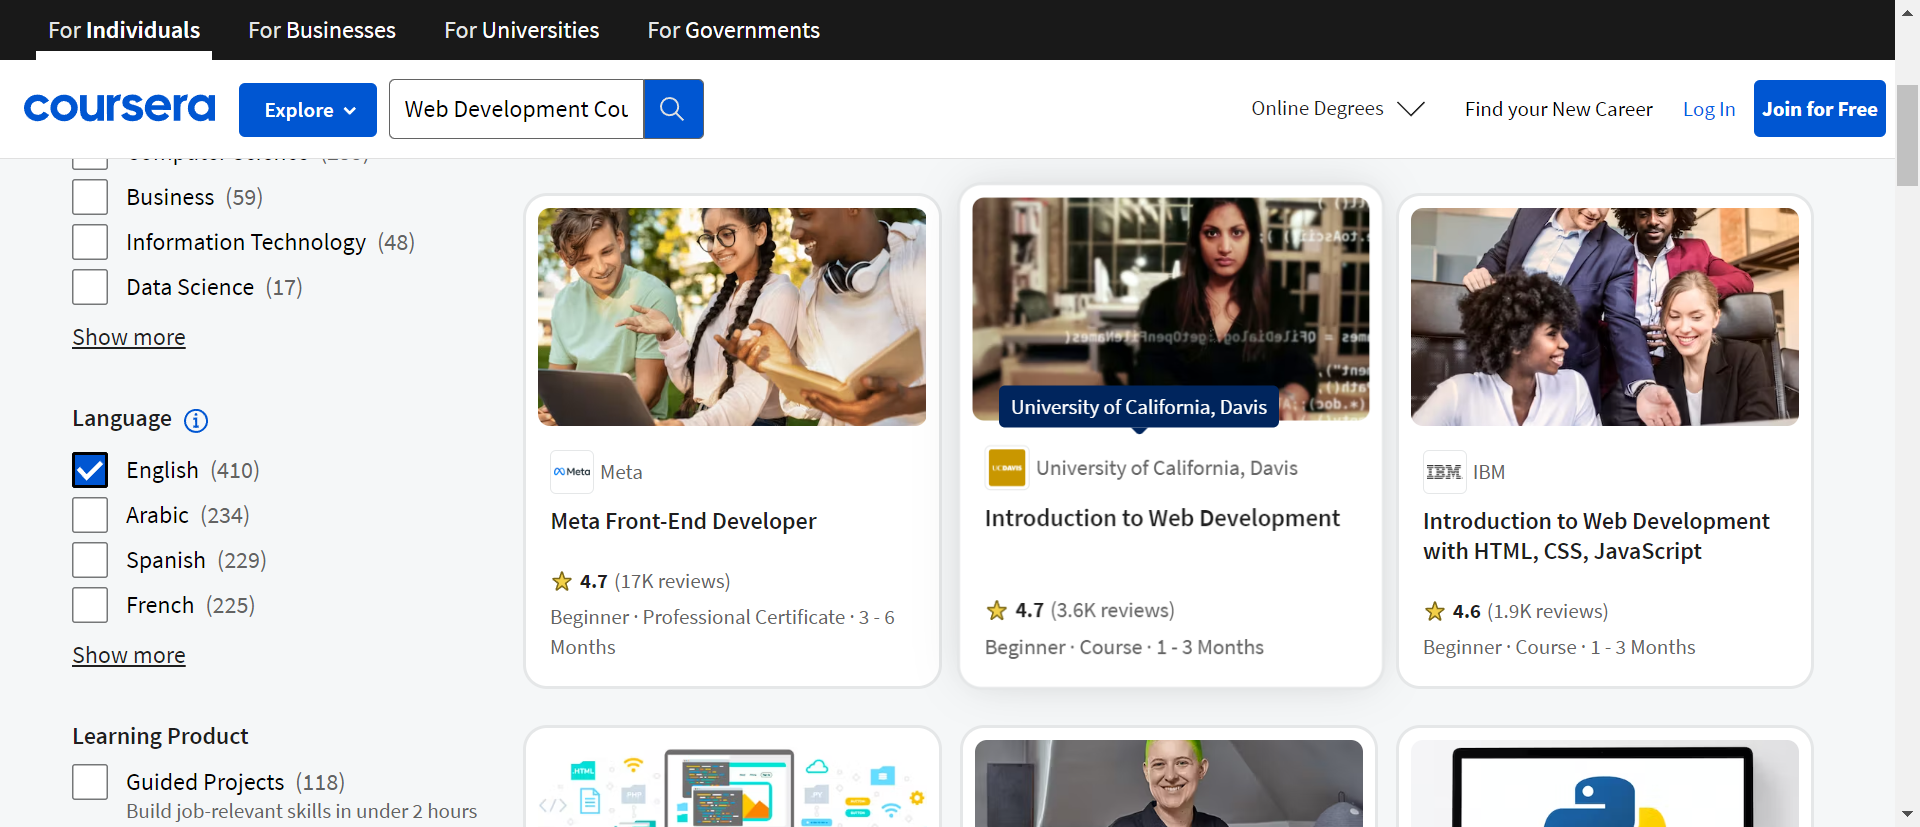 For Individuals
For Businesses
For Universities
For Governments
coursera
Explore
Web Development Cou
Online Degrees
Find your New Career
Log In
Join for Free
Business (59)
Information Technology (48)
Data Science (17)
Show more
Language
English (410)
Arabic (234)
Spanish (229)
French (225)
Show more
Learning Product
Guided Projects (118)
Build job-relevant skills in under 2 hours
Meta
Meta
Meta Front-End Developer
4.7 (17K reviews)
Beginner · Professional Certificate · 3 - 6
Months
University of California, Davis
UC DAVIS
University of California, Davis
Introduction to Web Development
4.7 (3.6K reviews)
Beginner · Course · 1 - 3 Months
IBM
IBM
Introduction to Web Development
with HTML, CSS, JavaScript
4.6 (1.9K reviews)
Beginner · Course · 1 - 3 Months
HTML
PHP